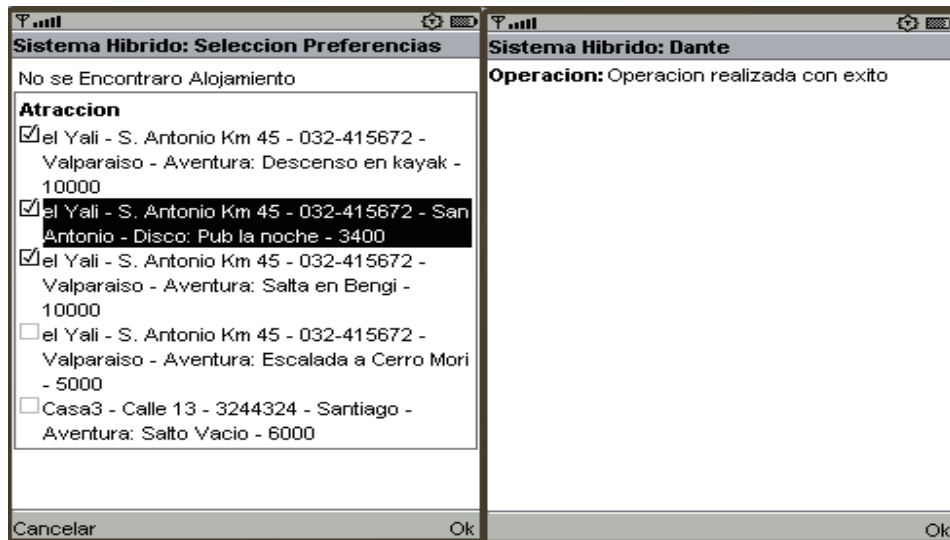 Sistema Hibrido: Seleccion Preferencias
No se Encontraro Alojamiento
Atraccion
el Yali - S. Antonio Km 45 - 032-415672 -
Valparaiso - Aventura: Descenso en kayak -
10000
el Yali - S. Antonio Km 45 - 032-415672 - San
Antonio - Disco: Pub la noche - 3400
el Yali - S. Antonio Km 45 - 032-415672 -
Valparaiso - Aventura: Salta en Bengi -
10000
el Yali - S. Antonio Km 45 - 032-415672 -
Valparaiso - Aventura: Escalada a Cerro Mori
- 5000
Casa3 - Calle 13 - 3244324 - Santiago -
Aventura: Salto Vacio - 6000
Cancelar Ok
Sistema Hibrido: Dante
Operacion: Operacion realizada con exito
Ok